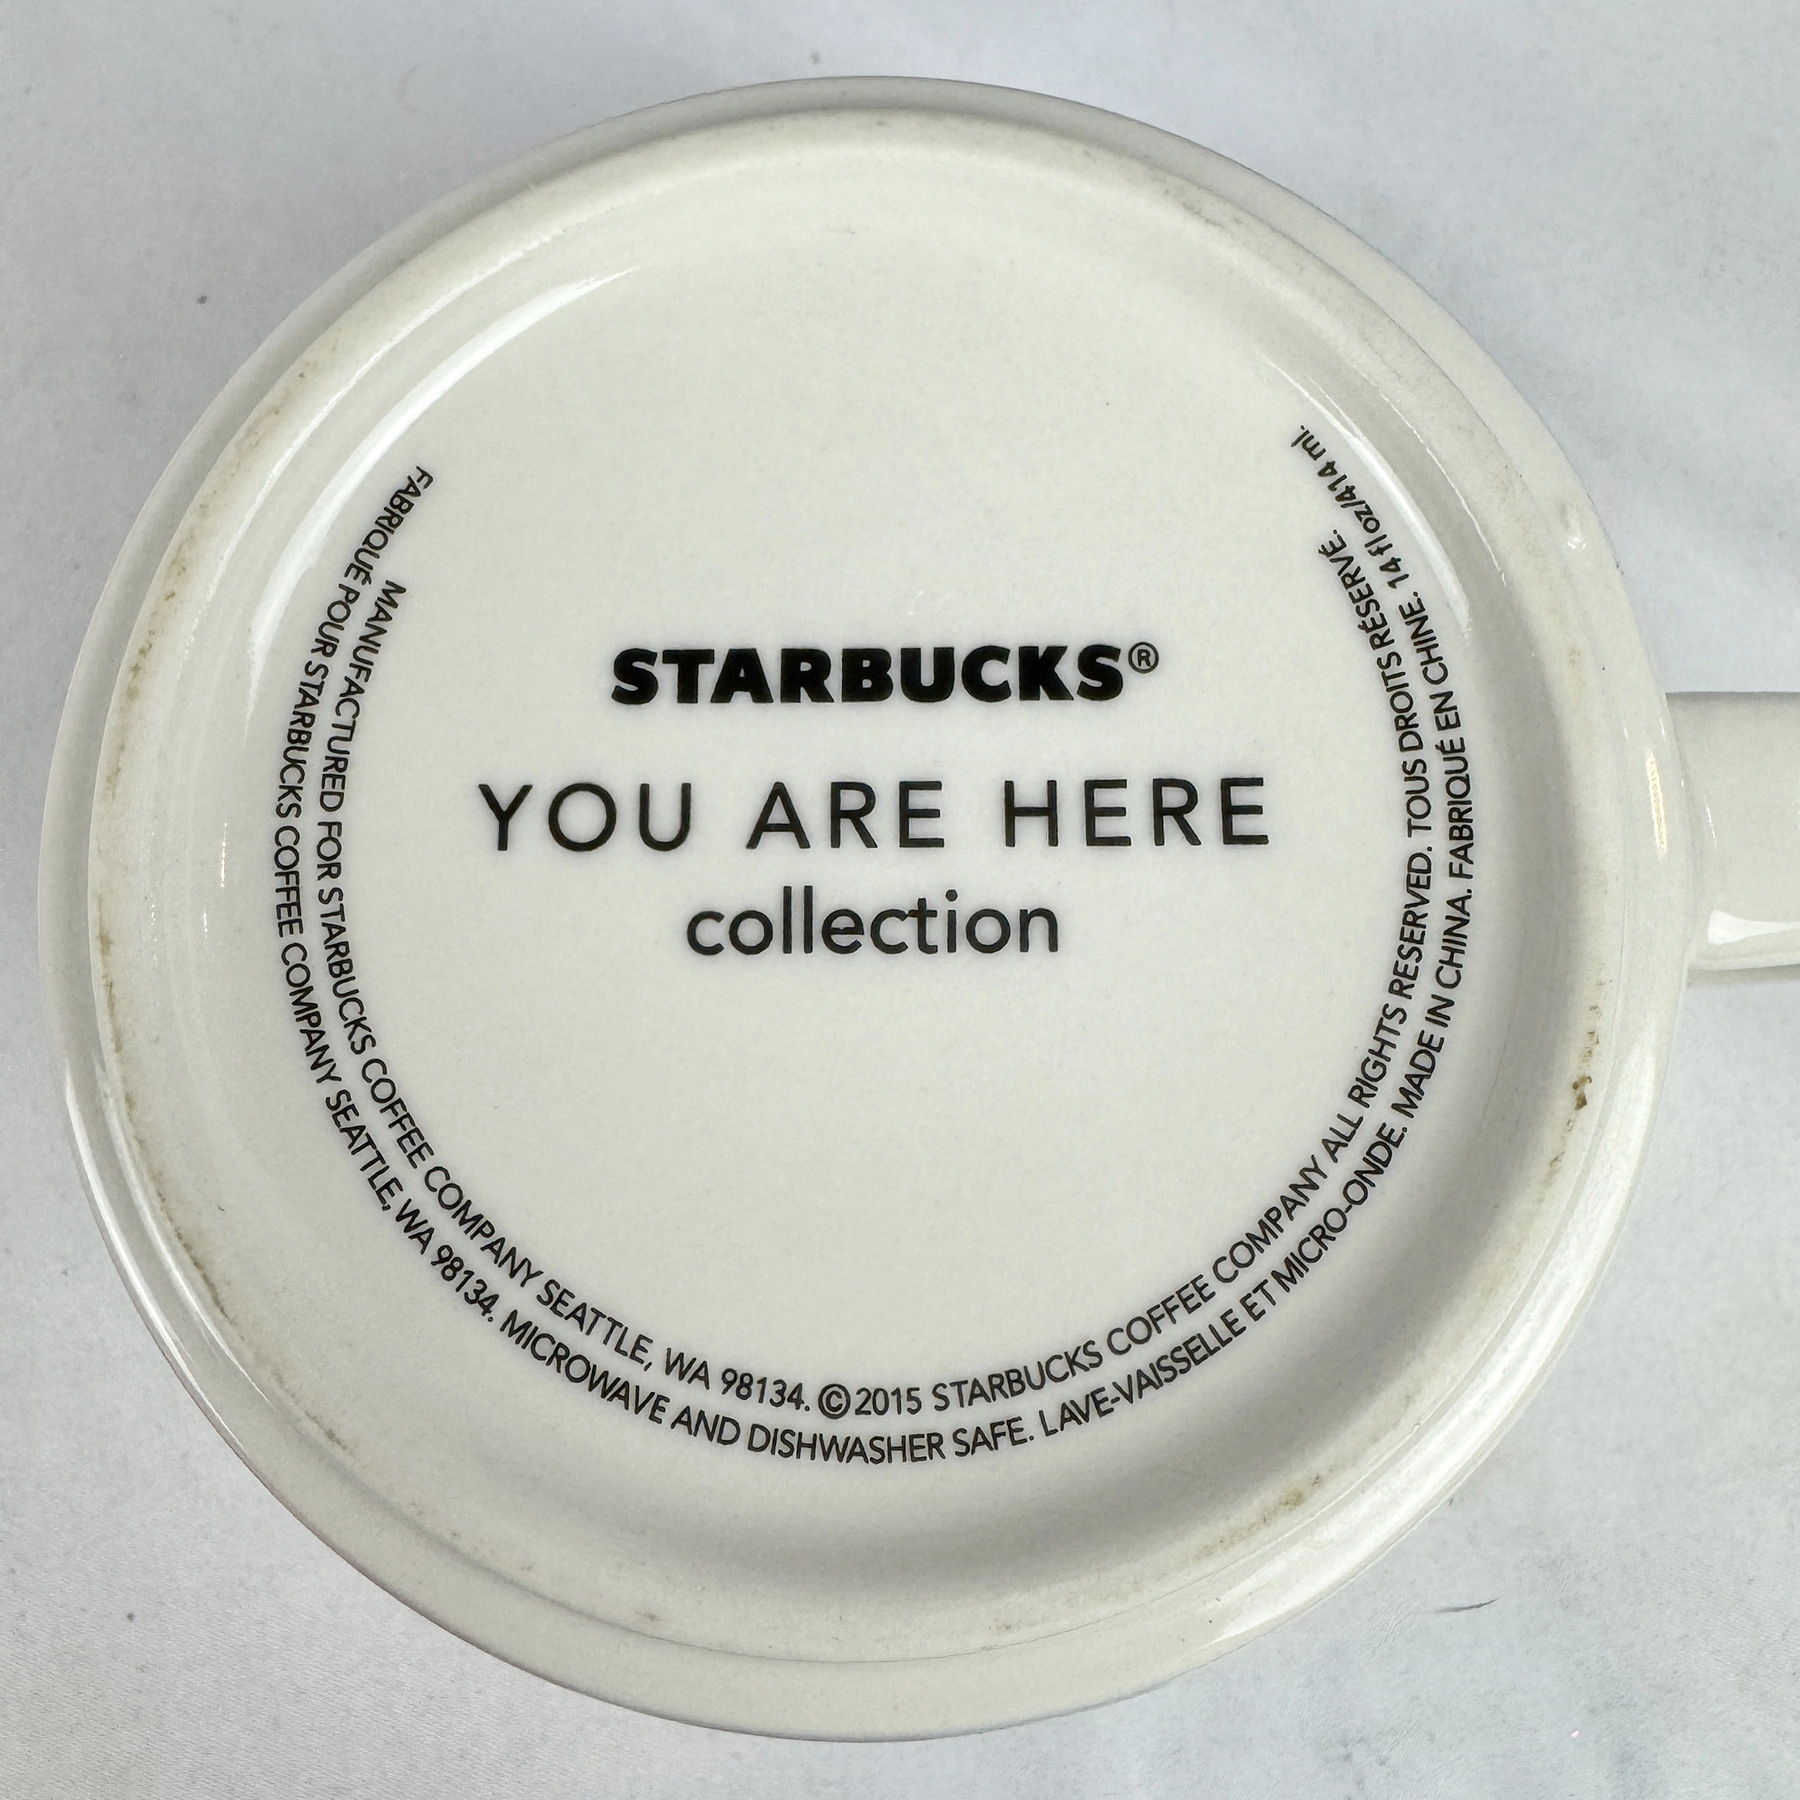 STARBUCKS®
YOU ARE HERE
collection
MANUFACTURED FOR STARBUCKS COFFEE COMPANY SEATTLE, WA 98134. ©2015 STARBUCKS COFFEE COMPANY ALL RIGHTS RESERVED. TOUS DROITS RÉSERVÉ.
FABRIQUÉ POUR STARBUCKS COFFEE COMPANY SEATTLE, WA 98134. MICROWAVE AND DISHWASHER SAFE. LAVE-VAISSELLE ET MICRO-ONDE. MADE IN CHINA. FABRIQUÉ EN CHINE. 14 fl oz/414 ml.